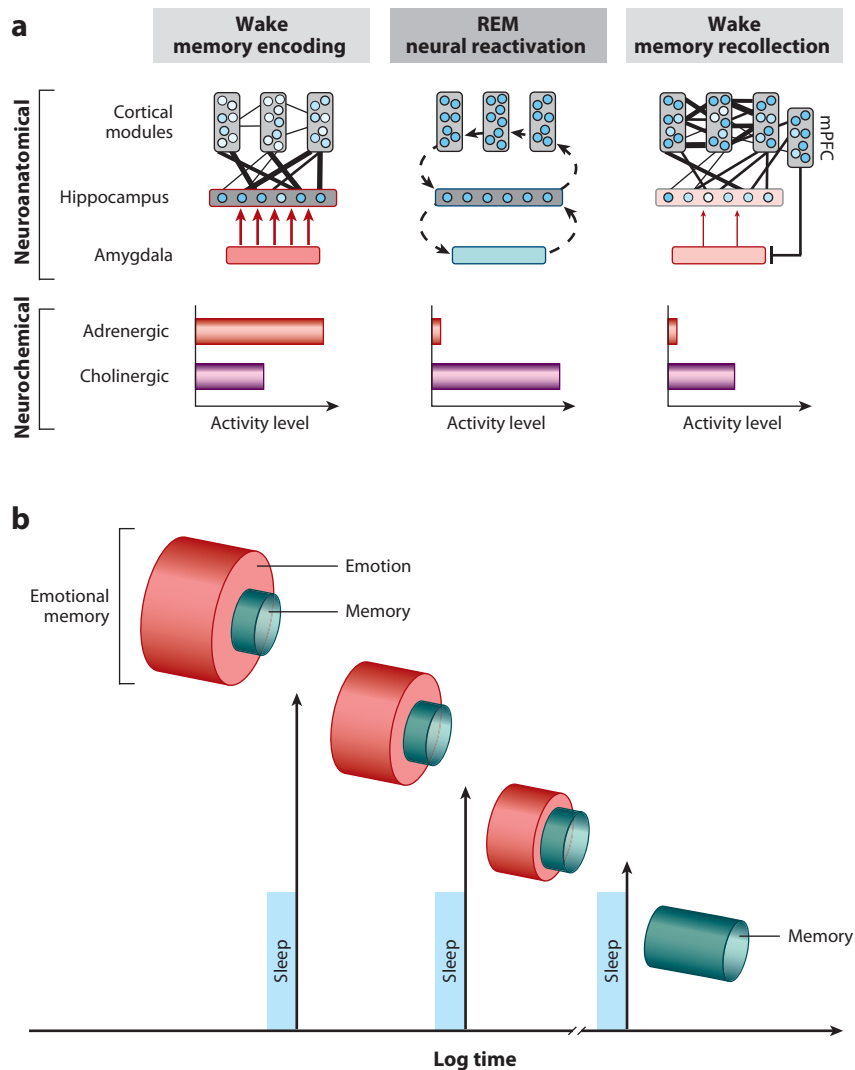 a
Wake
memory encoding
REM
neural reactivation
Wake
memory recollection
Neuroanatomical
Cortical
modules
mPFC
Hippocampus
Amygdala
Neurochemical
Adrenergic
Cholinergic
Activity level
Activity level
Activity level
b
Emotional
memory
Emotion
Memory
Sleep
Sleep
Sleep
Memory
Log time